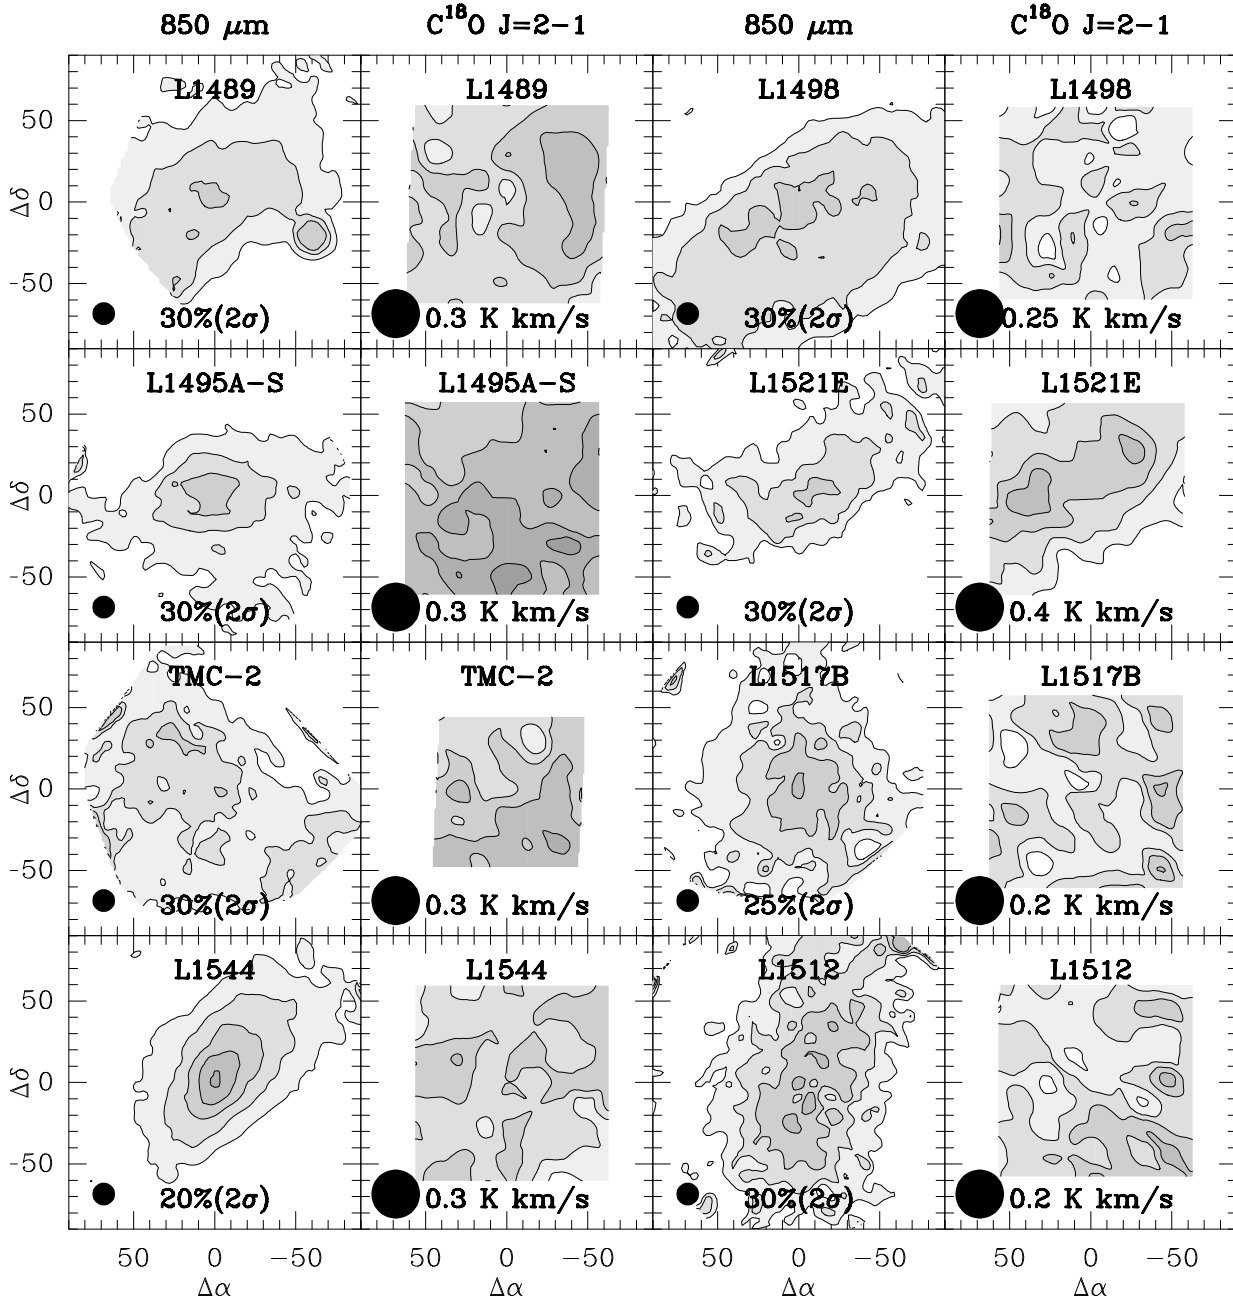 850 μm C¹⁸O J=2−1 850 μm C¹⁸O J=2−1
L1489 L1489 L1498 L1498
50
Δδ 0
-50
30%(2σ) 0.3 K km/s 30%(2σ) 0.25 K km/s
L1495A-S L1495A-S L1521E L1521E
50
Δδ 0
-50
30%(2σ) 0.3 K km/s 30%(2σ) 0.4 K km/s
TMC-2 TMC-2 L1517B L1517B
50
Δδ 0
-50
30%(2σ) 0.3 K km/s 25%(2σ) 0.2 K km/s
L1544 L1544 L1512 L1512
50
Δδ 0
-50
20%(2σ) 0.3 K km/s 30%(2σ) 0.2 K km/s
50 0 −50 50 0 −50 50 0 −50 50 0 −50
Δα Δα Δα Δα